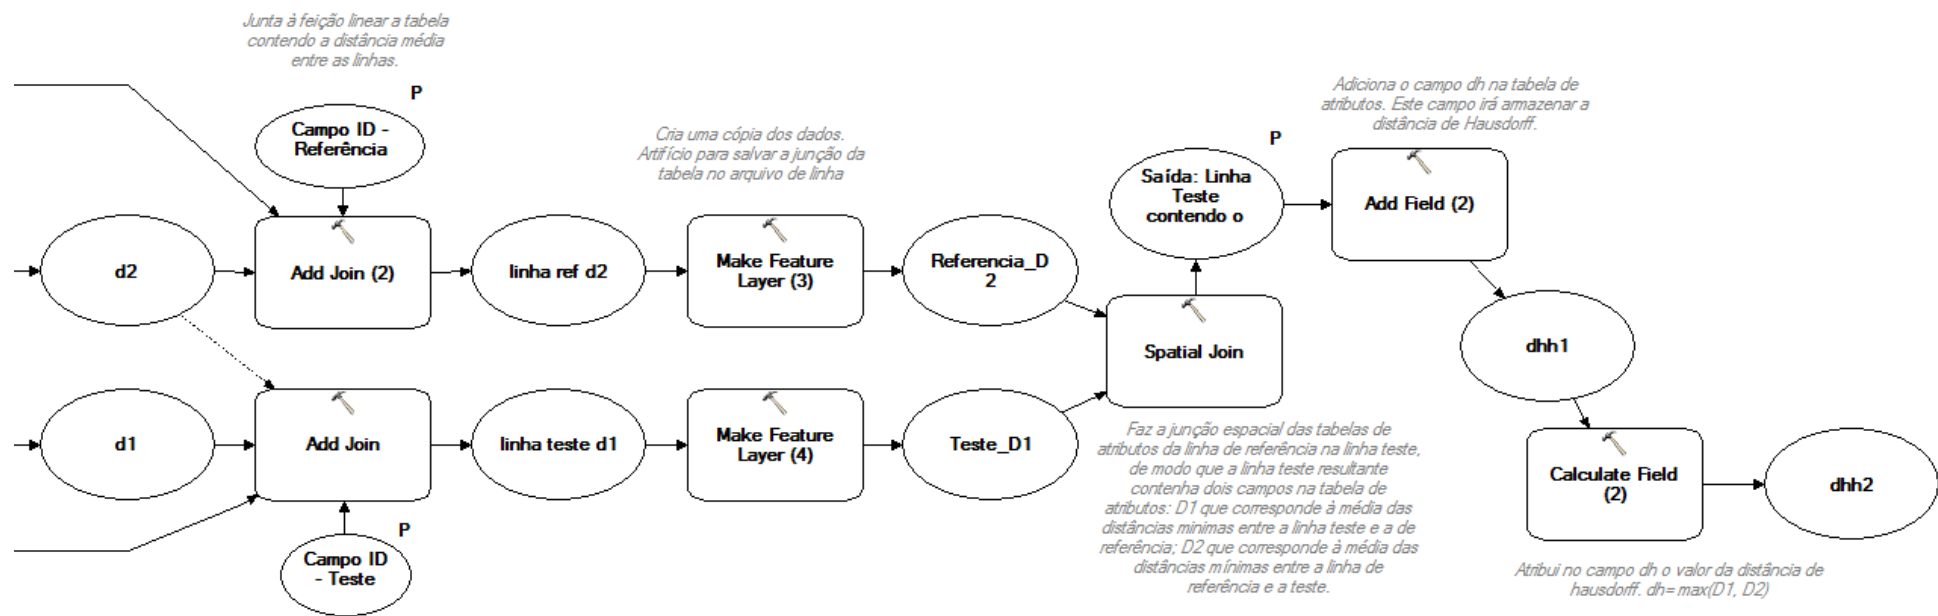 Junta à feição linear a tabela
contendo a distância média
entre as linhas.
P
Campo ID -
Referência
Cria uma cópia dos dados.
Artifício para salvar a junção da
tabela no arquivo de linha
Adiciona o campo dh na tabela de
atributos. Este campo irá armazenar a
distância de Hausdorff.
P
Saída: Linha
Teste
contendo o
Add Field (2)
d2
Add Join (2)
linha ref d2
Make Feature
Layer (3)
Referencia_D
2
Spatial Join
dhh1
d1
Add Join
linha teste d1
Make Feature
Layer (4)
Teste_D1
Faz a junção espacial das tabelas de
atributos da linha de referência na linha teste,
de modo que a linha teste resultante
contenha dois campos na tabela de
atributos: D1 que corresponde à média das
distâncias mínimas entre a linha teste e a de
referência; D2 que corresponde à média das
distâncias mínimas entre a linha de
referência e a teste.
Calculate Field
(2)
dhh2
P
Campo ID
- Teste
Atribui no campo dh o valor da distância de
hausdorff. dh= max(D1, D2)